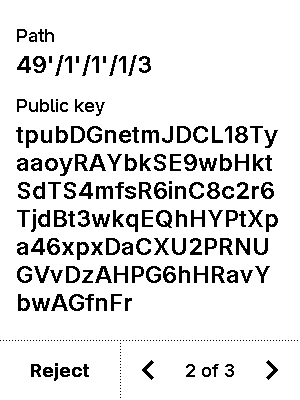 Path
49'/1'/1'/1/3
Public key
tpubDGnetmJDCL18Ty
aaoyRAYbkSE9wbHkt
SdTS4mfsR6inC8c2r6
TjdBt3wkqEQhHYPtXp
a46xpxDaCXU2PRNU
GVvDzAHPG6hHRavY
bwAGfnFr
Reject
2 of 3